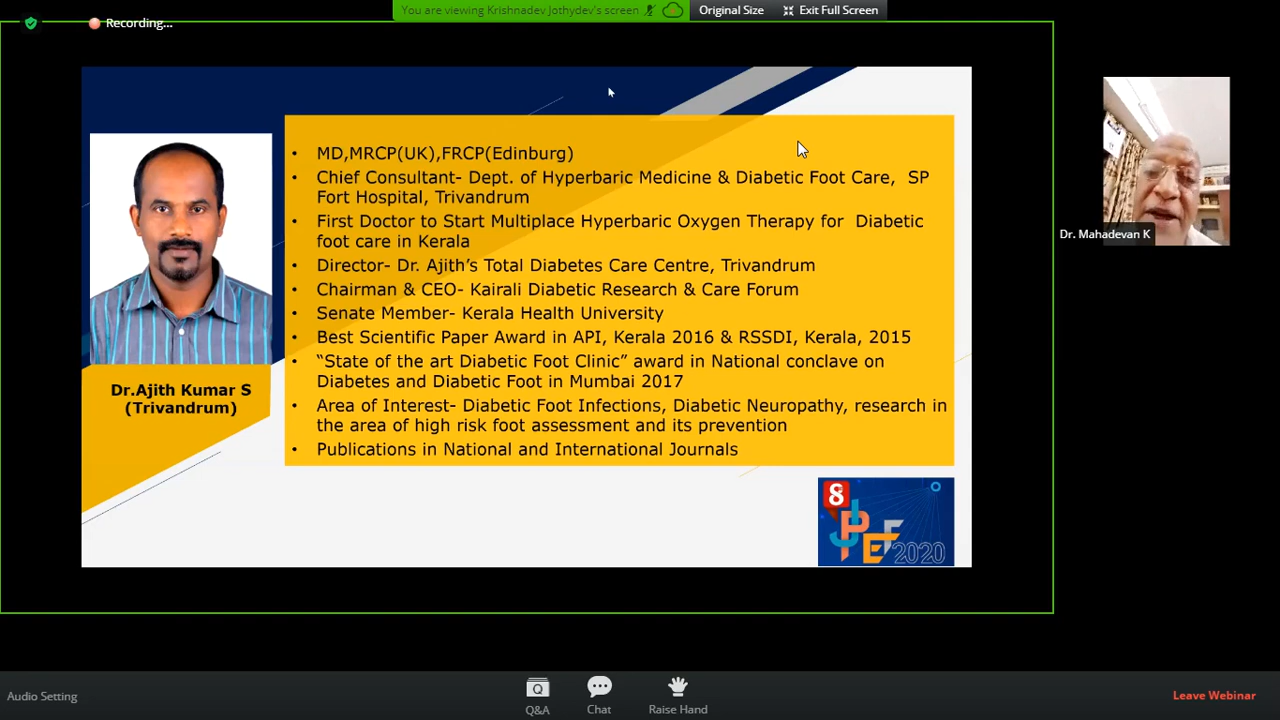 You are viewing Krishnadev Jothydev's screen
Original Size
Exit Full Screen
Recording...
MD,MRCP(UK),FRCP(Edinburg)
Chief Consultant- Dept. of Hyperbaric Medicine & Diabetic Foot Care, SP
Fort Hospital, Trivandrum
First Doctor to Start Multiplace Hyperbaric Oxygen Therapy for Diabetic
foot care in Kerala
Director- Dr. Ajith’s Total Diabetes Care Centre, Trivandrum
Chairman & CEO- Kairali Diabetic Research & Care Forum
Senate Member- Kerala Health University
Best Scientific Paper Award in API, Kerala 2016 & RSSDI, Kerala, 2015
“State of the art Diabetic Foot Clinic” award in National conclave on
Diabetes and Diabetic Foot in Mumbai 2017
Area of Interest- Diabetic Foot Infections, Diabetic Neuropathy, research in
the area of high risk foot assessment and its prevention
Publications in National and International Journals
Dr.Ajith Kumar S
(Trivandrum)
8
JPEF
2020
Dr. Mahadevan K
Audio Setting
Q&A
Chat
Raise Hand
Leave Webinar